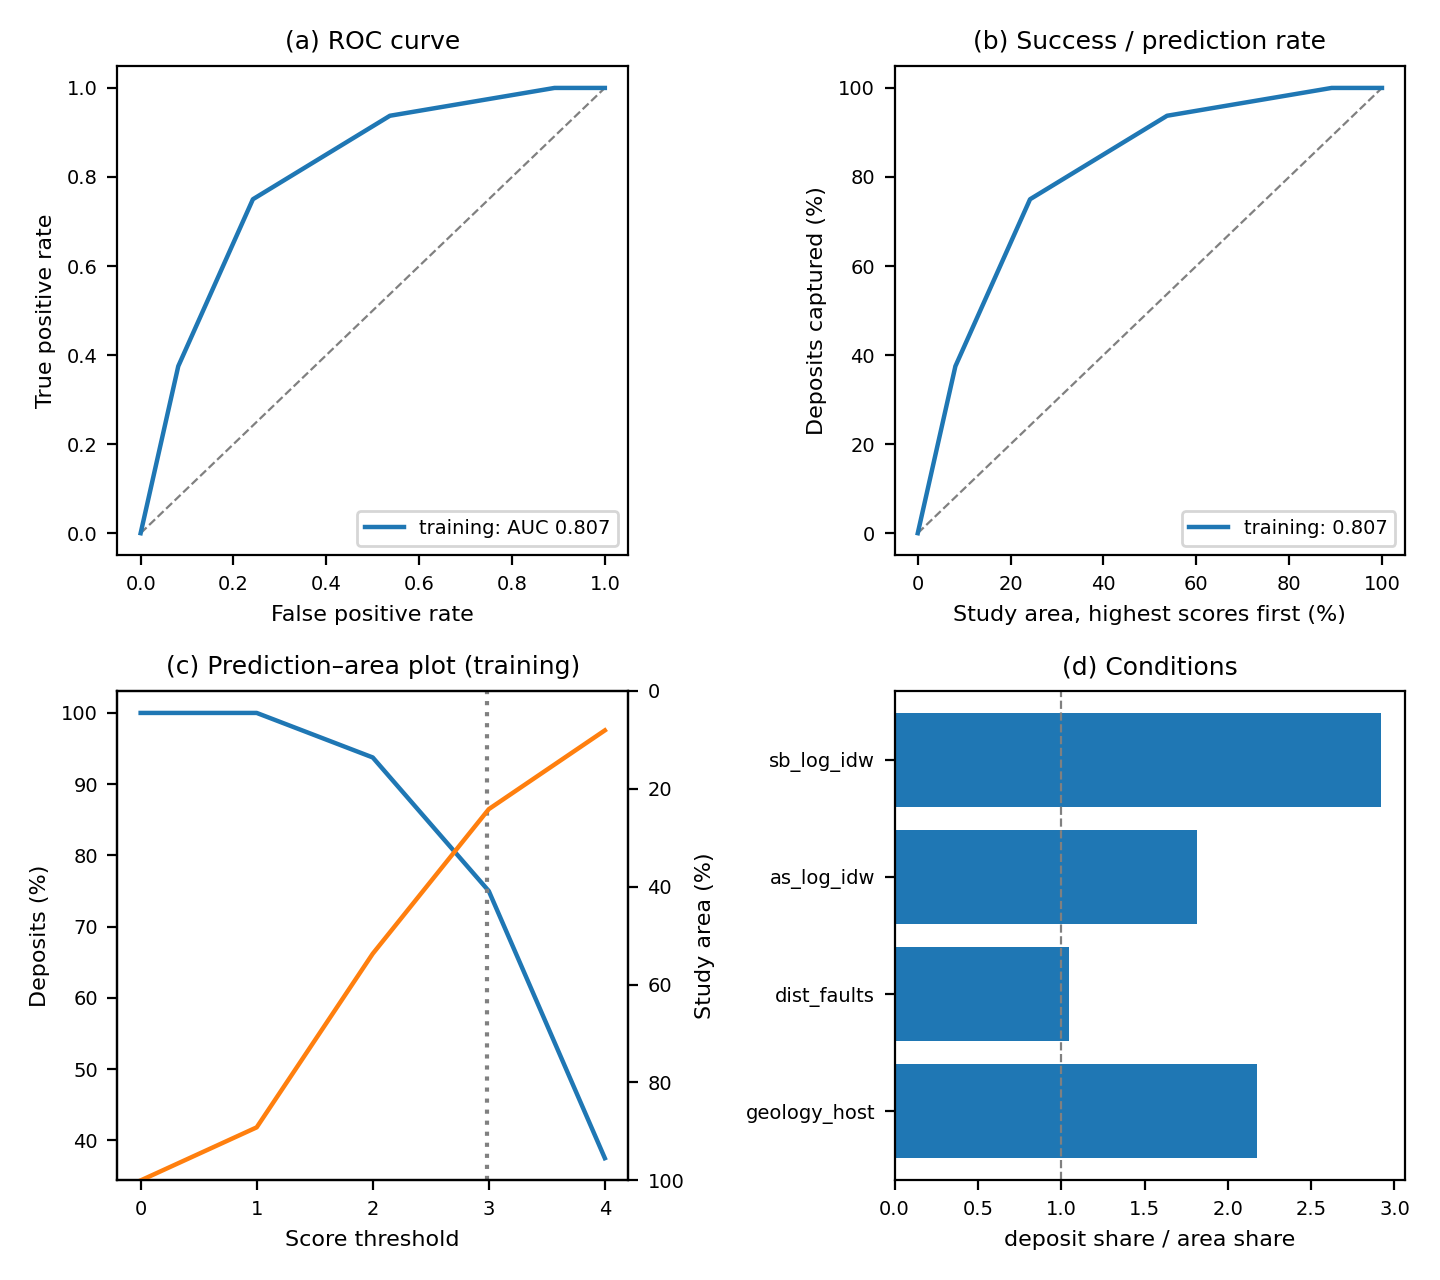 (a) ROC curve
True positive rate
1.0
0.8
0.6
0.4
0.2
0.0
training: AUC 0.807
0.0 0.2 0.4 0.6 0.8 1.0
False positive rate
(b) Success / prediction rate
Deposits captured (%)
100
80
60
40
20
0
training: 0.807
0 20 40 60 80 100
Study area, highest scores first (%)
(c) Prediction–area plot (training)
Deposits (%)
100
90
80
70
60
50
40
0
20
40
60
80
100
Study area (%)
0 1 2 3 4
Score threshold
(d) Conditions
sb_log_idw
as_log_idw
dist_faults
geology_host
0.0 0.5 1.0 1.5 2.0 2.5 3.0
deposit share / area share